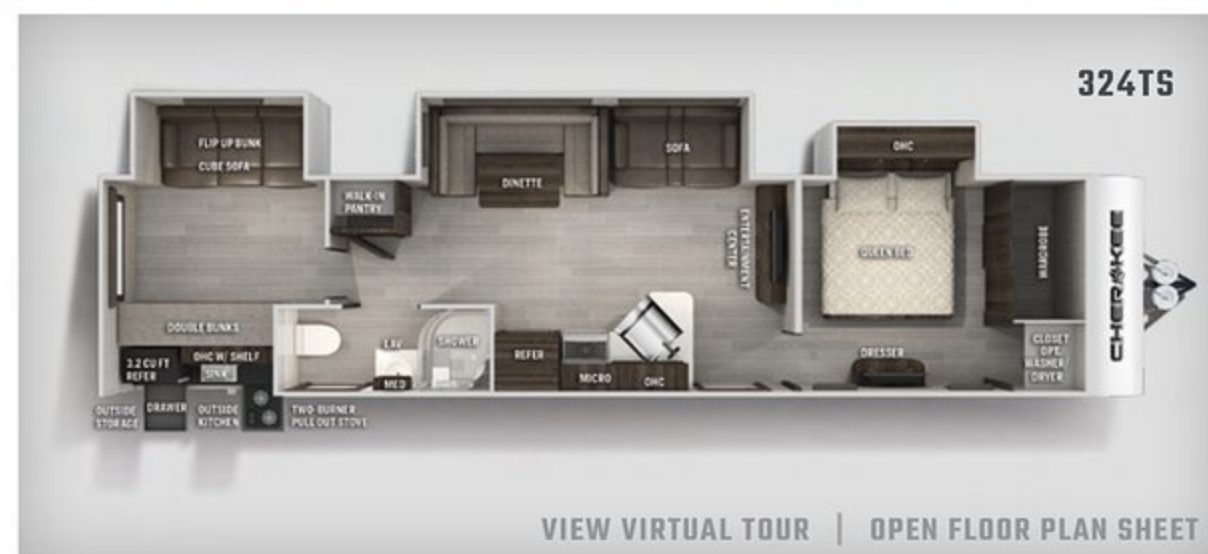 324TS
FLIP UP BUNK
CUBE SOFA
WALK-IN
PANTRY
DINETTE
SOFA
OHC
ENTERTAINMENT
CENTER
QUEEN BED
WARDROBE
CHEROKEE
DOUBLE BUNKS
3.2 CU FT
REFER
OHC W/ SHELF
SINK
LAV
MED
SHOWER
REFER
MICRO
OHC
DRESSER
CLOSET
OPT.
WASHER/
DRYER
OUTSIDE
STORAGE
DRAWER
OUTSIDE
KITCHEN
TWO-BURNER
PULL OUT STOVE
VIEW VIRTUAL TOUR | OPEN FLOOR PLAN SHEET